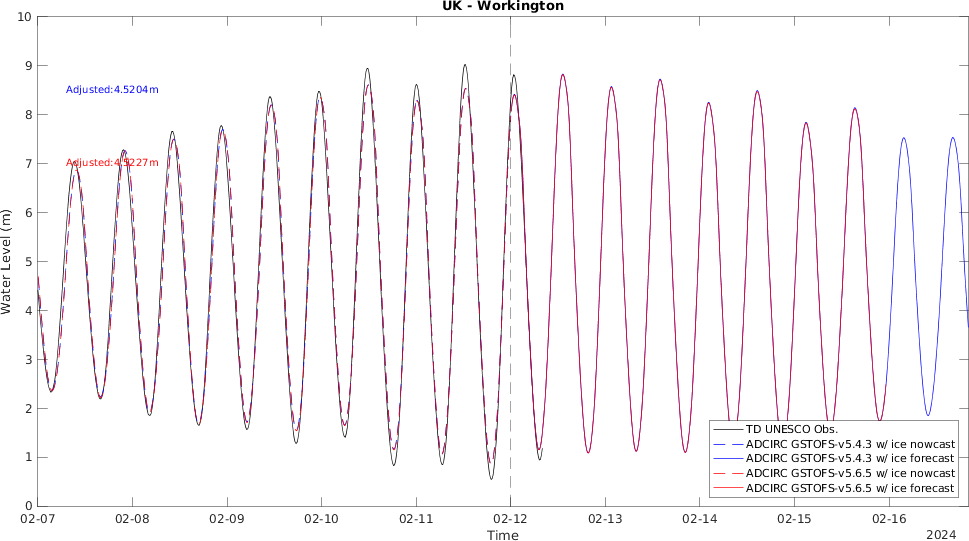 UK - Workington
10
9
8
7
6
5
4
3
2
1
0
Water Level (m)
Adjusted:4.5204m
Adjusted:4.5227m
TD UNESCO Obs.
ADCIRC GSTOFS-v5.4.3 w/ ice nowcast
ADCIRC GSTOFS-v5.4.3 w/ ice forecast
ADCIRC GSTOFS-v5.6.5 w/ ice nowcast
ADCIRC GSTOFS-v5.6.5 w/ ice forecast
02-07 02-08 02-09 02-10 02-11 02-12 02-13 02-14 02-15 02-16
Time
2024